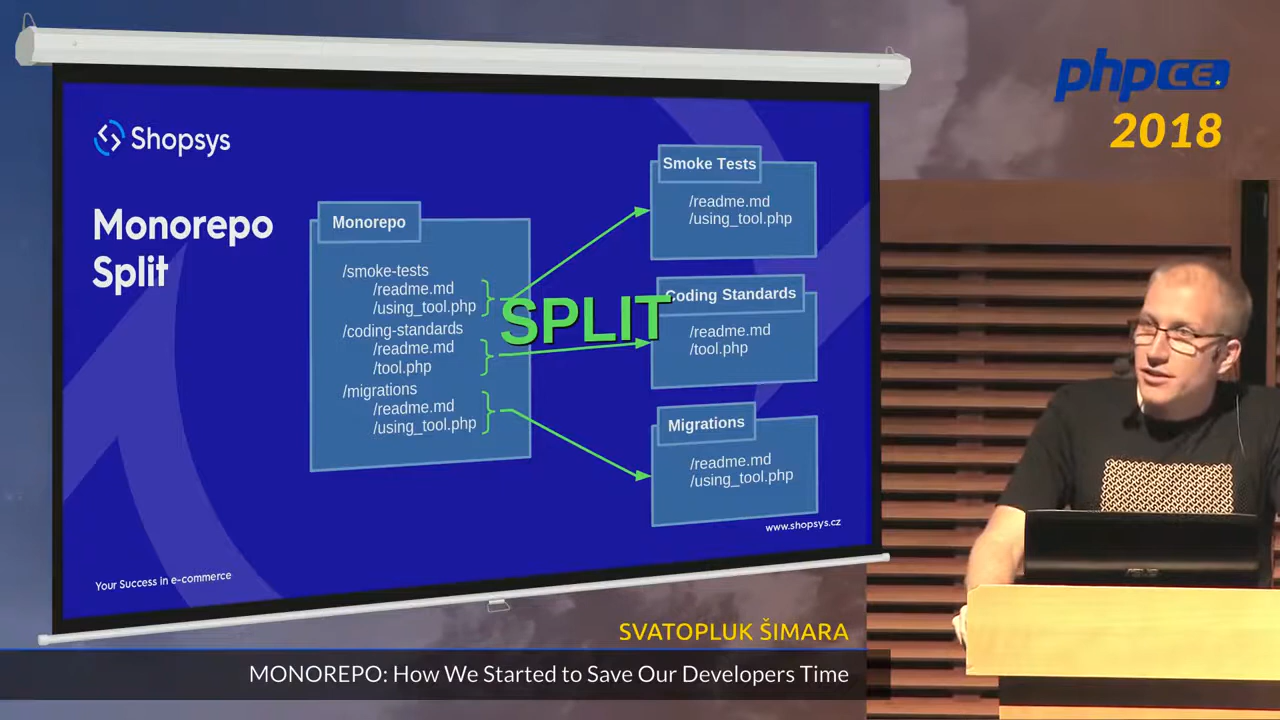 Shopsys
Monorepo
Split
Monorepo
/smoke-tests
/readme.md
/using_tool.php
/coding-standards
/readme.md
/tool.php
/migrations
/readme.md
/using_tool.php
SPLIT
Smoke Tests
/readme.md
/using_tool.php
Coding Standards
/readme.md
/tool.php
Migrations
/readme.md
/using_tool.php
www.shopsys.cz
Your Success in e-commerce
phpCE
2018
SVATOPLUK ŠIMARA
MONOREPO: How We Started to Save Our Developers Time